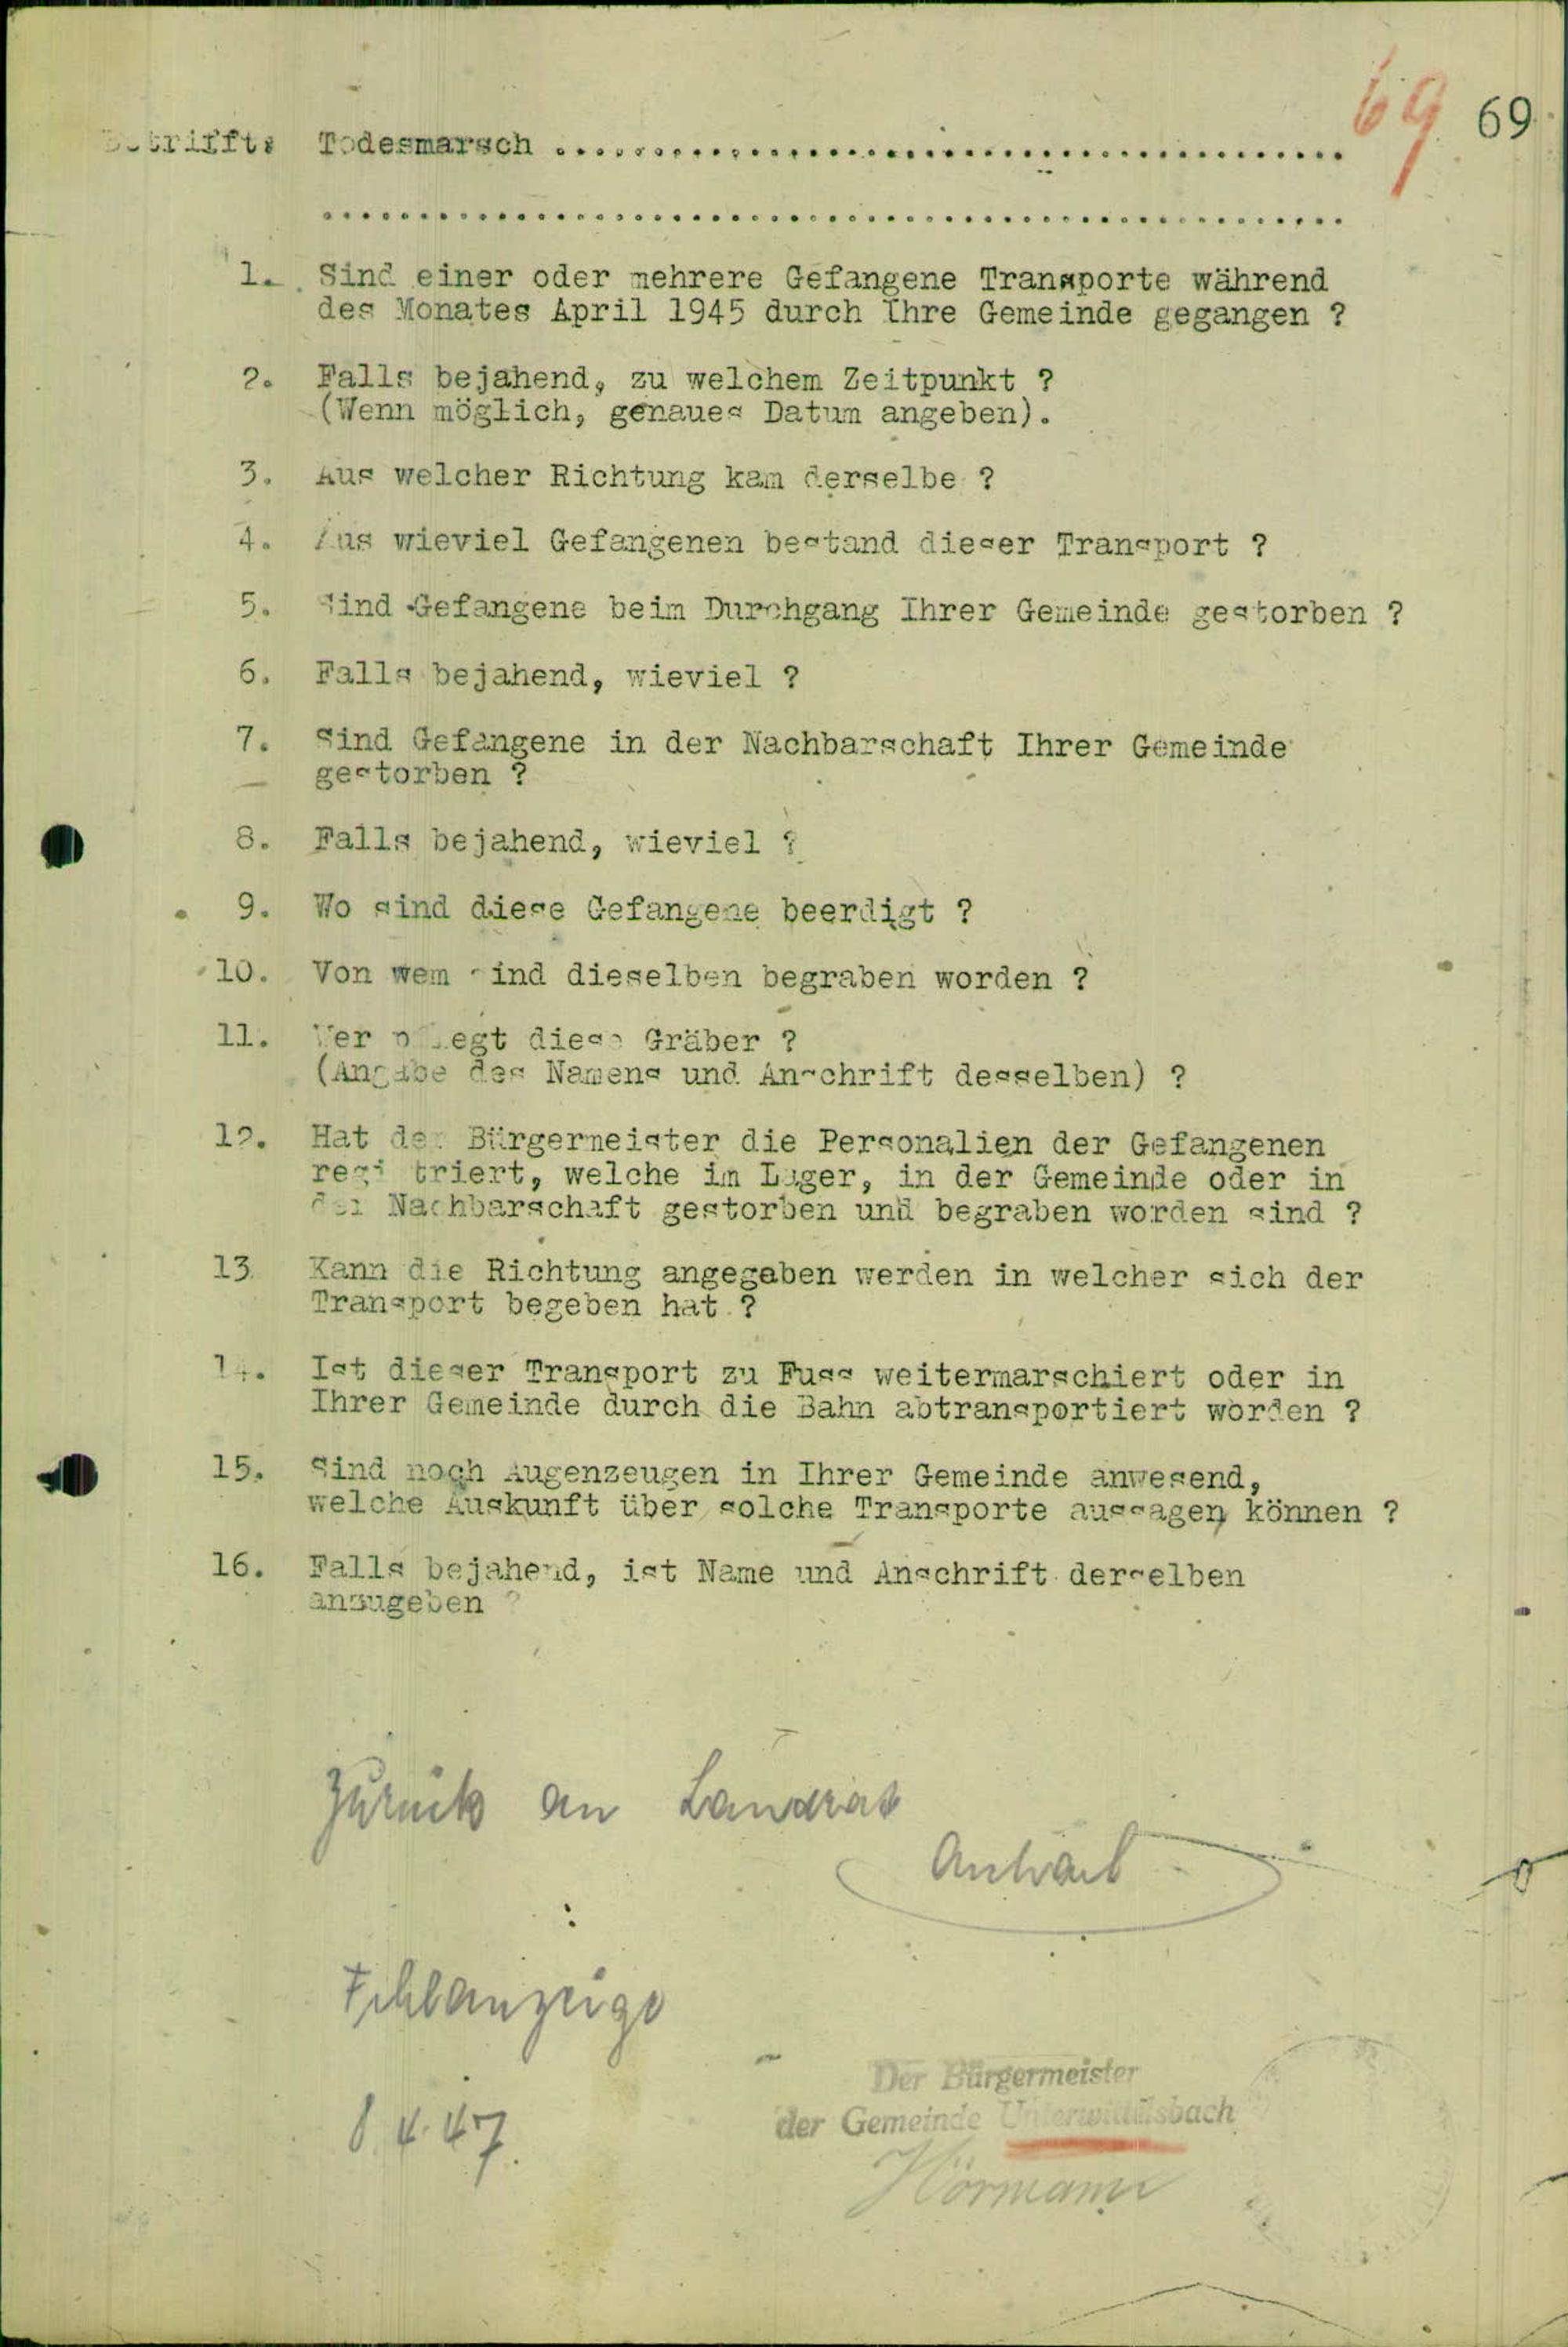 69 69
Betrifft: Todesmarsch ..................................................
..................................................
1. Sind einer oder mehrere Gefangene Transporte während
des Monates April 1945 durch Ihre Gemeinde gegangen ?
2. Falls bejahend, zu welchem Zeitpunkt ?
(Wenn möglich, genaues Datum angeben).
3. Aus welcher Richtung kam derselbe ?
4. Aus wieviel Gefangenen bestand dieser Transport ?
5. Sind Gefangene beim Durchgang Ihrer Gemeinde gestorben ?
6. Falls bejahend, wieviel ?
7. Sind Gefangene in der Nachbarschaft Ihrer Gemeinde
gestorben ?
8. Falls bejahend, wieviel ?
9. Wo sind diese Gefangene beerdigt ?
10. Von wem sind dieselben begraben worden ?
11. Wer pflegt diese Gräber ?
(Angabe des Namens und Anschrift desselben) ?
12. Hat der Bürgermeister die Personalien der Gefangenen
registriert, welche im Lager, in der Gemeinde oder in
der Nachbarschaft gestorben und begraben worden sind ?
13. Kann die Richtung angegeben werden in welcher sich der
Transport begeben hat ?
14. Ist dieser Transport zu Fuss weitermarschiert oder in
Ihrer Gemeinde durch die Bahn abtransportiert worden ?
15. Sind noch Augenzeugen in Ihrer Gemeinde anwesend,
welche Auskunft über solche Transporte aussagen können ?
16. Falls bejahend, ist Name und Anschrift derselben
anzugeben ?
Zurück an Landrat
Fehlanzeige
8.4.47.
Der Bürgermeister
der Gemeinde
Hörmann